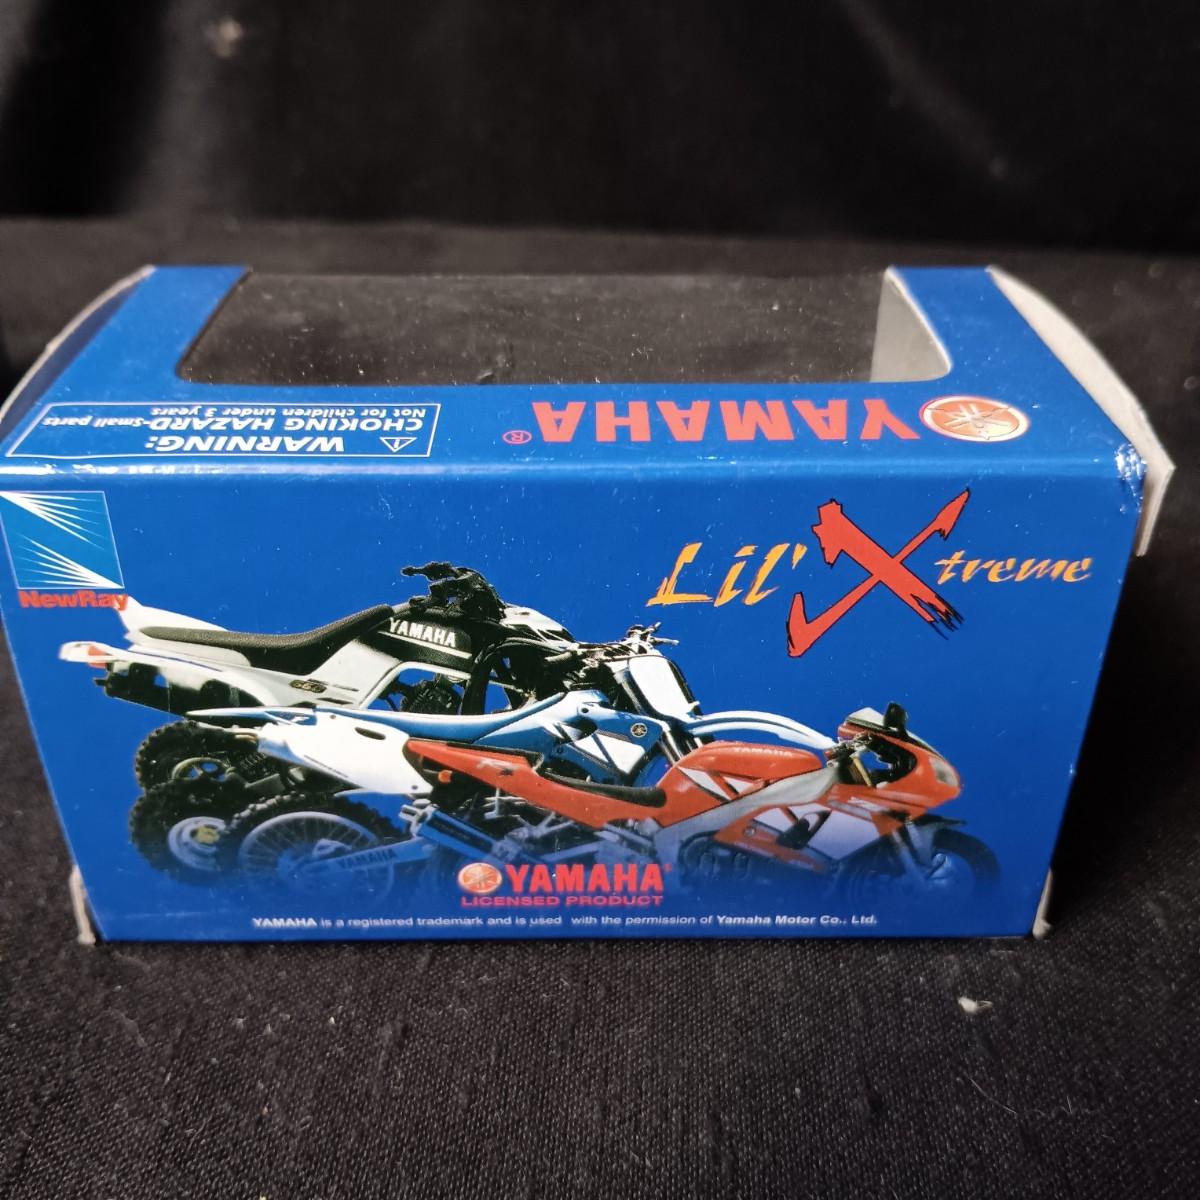 WARNING:
CHOKING HAZARD-Small parts
Not for children under 3 years
YAMAHA®
NewRay
Lil' Xtreme
YAMAHA
YAMAHA
YAMAHA
YAMAHA
LICENSED PRODUCT
YAMAHA is a registered trademark and is used with the permission of Yamaha Motor Co., Ltd.